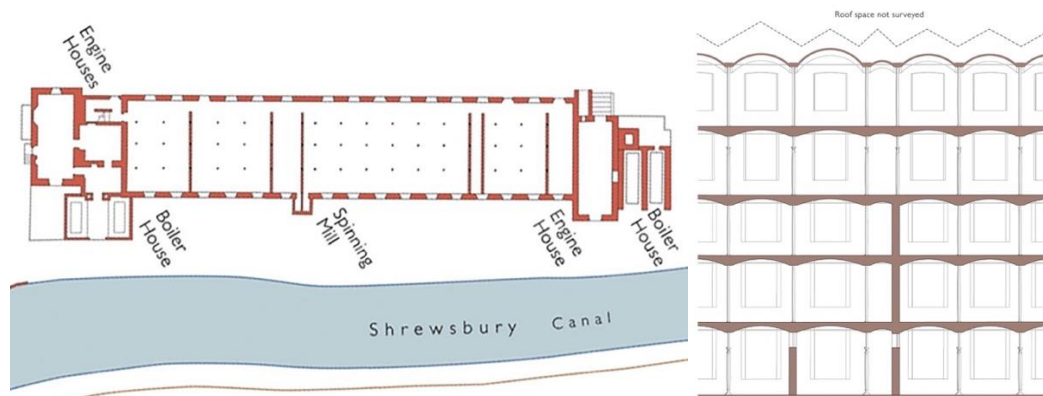 Engine
Houses
Boiler
House
Spinning
Mill
Engine
House
Boiler
House
Shrewsbury Canal
Roof space not surveyed